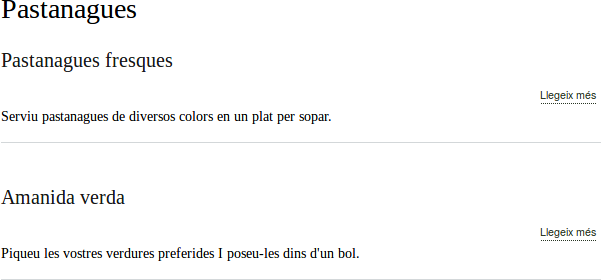 Pastanagues
Pastanagues fresques
Llegeix més
Serviu pastanagues de diversos colors en un plat per sopar.
Amanida verda
Llegeix més
Piqueu les vostres verdures preferides I poseu-les dins d'un bol.